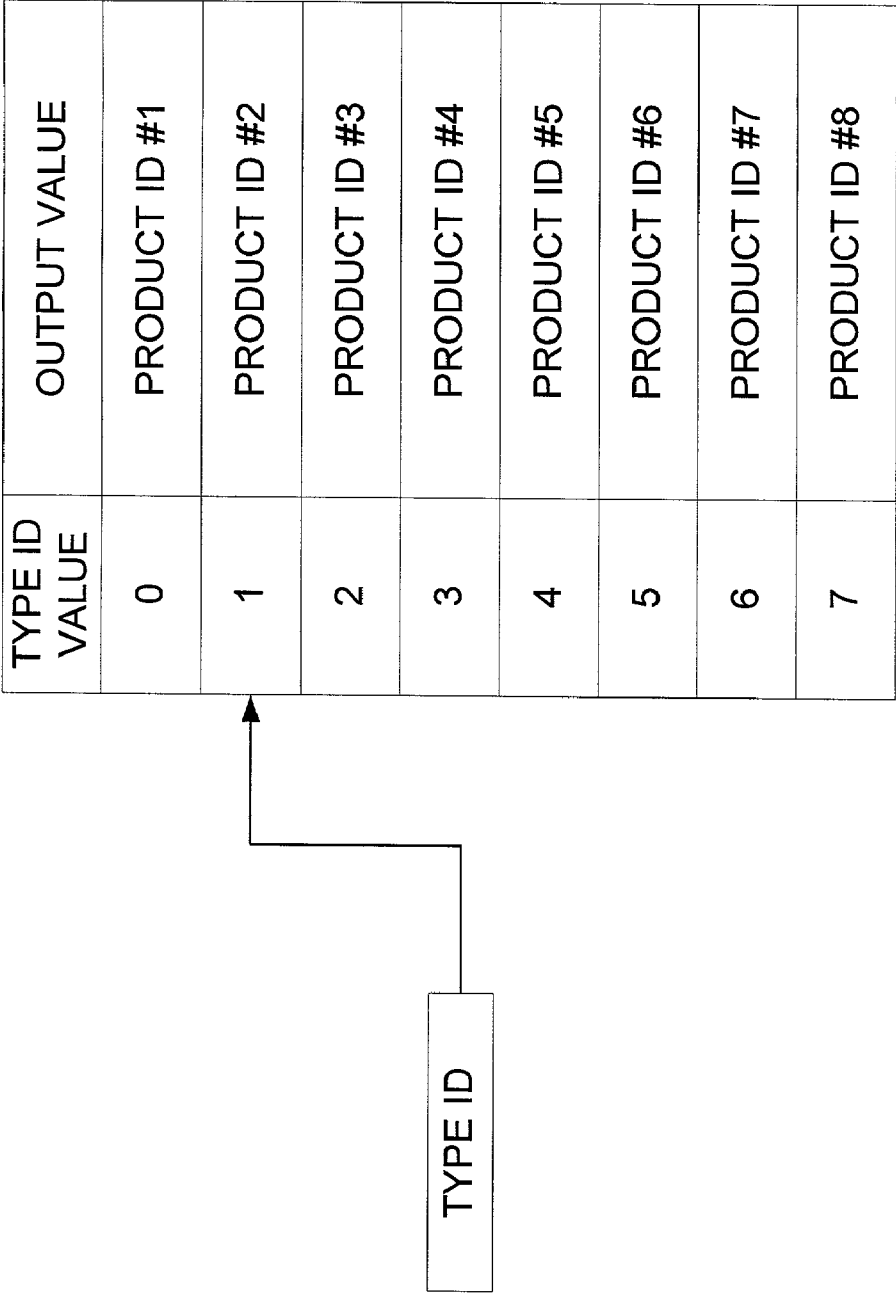 TYPE ID
TYPE ID
VALUE
OUTPUT VALUE
0
PRODUCT ID #1
1
PRODUCT ID #2
2
PRODUCT ID #3
3
PRODUCT ID #4
4
PRODUCT ID #5
5
PRODUCT ID #6
6
PRODUCT ID #7
7
PRODUCT ID #8